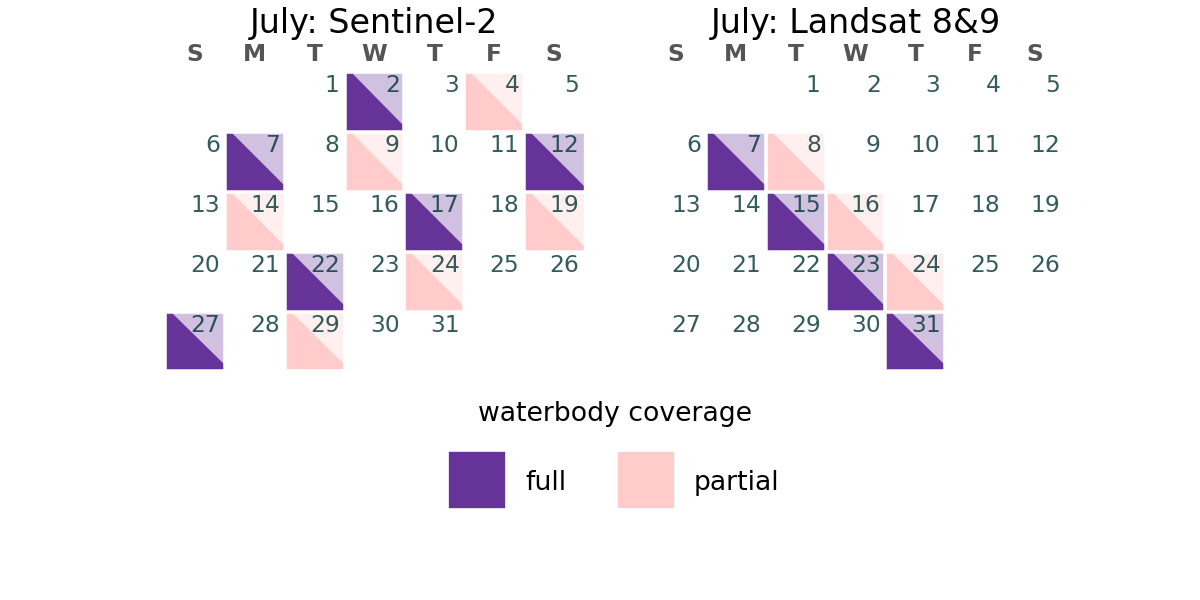 July: Sentinel-2
S M T W T F S
1 2 3 4 5
6 7 8 9 10 11 12
13 14 15 16 17 18 19
20 21 22 23 24 25 26
27 28 29 30 31
July: Landsat 8&9
S M T W T F S
1 2 3 4 5
6 7 8 9 10 11 12
13 14 15 16 17 18 19
20 21 22 23 24 25 26
27 28 29 30 31
waterbody coverage
full
partial